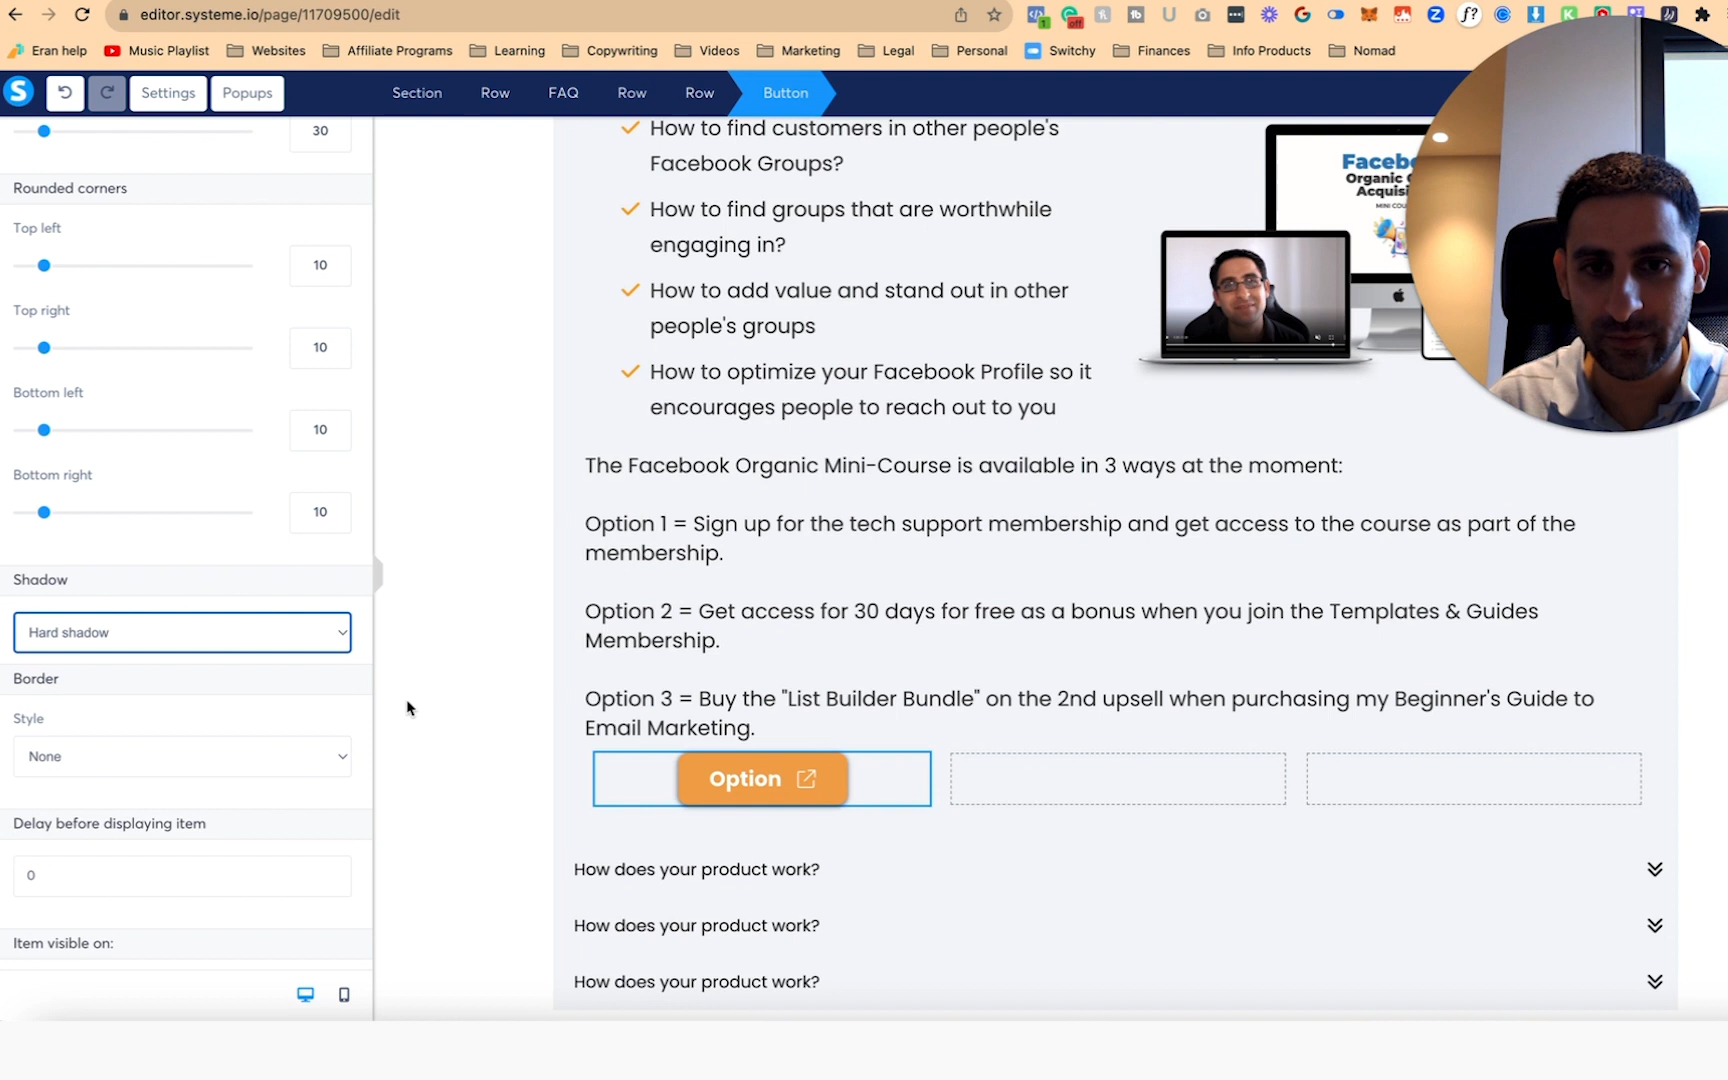 editor.systeme.io/page/11709500/edit
Eran help
Music Playlist
Websites
Affiliate Programs
Learning
Copywriting
Videos
Marketing
Legal
Personal
Switchy
Finances
Info Products
Nomad
Settings
Popups
Section
Row
FAQ
Row
Row
Button
30
Rounded corners
Top left
10
Top right
10
Bottom left
10
Bottom right
10
Shadow
Hard shadow
Border
Style
None
Delay before displaying item
0
Item visible on:
How to find customers in other people's
Facebook Groups?
How to find groups that are worthwhile
engaging in?
How to add value and stand out in other
people's groups
How to optimize your Facebook Profile so it
encourages people to reach out to you
The Facebook Organic Mini-Course is available in 3 ways at the moment:
Option 1 = Sign up for the tech support membership and get access to the course as part of the
membership.
Option 2 = Get access for 30 days for free as a bonus when you join the Templates & Guides
Membership.
Option 3 = Buy the "List Builder Bundle" on the 2nd upsell when purchasing my Beginner's Guide to
Email Marketing.
Option
How does your product work?
How does your product work?
How does your product work?